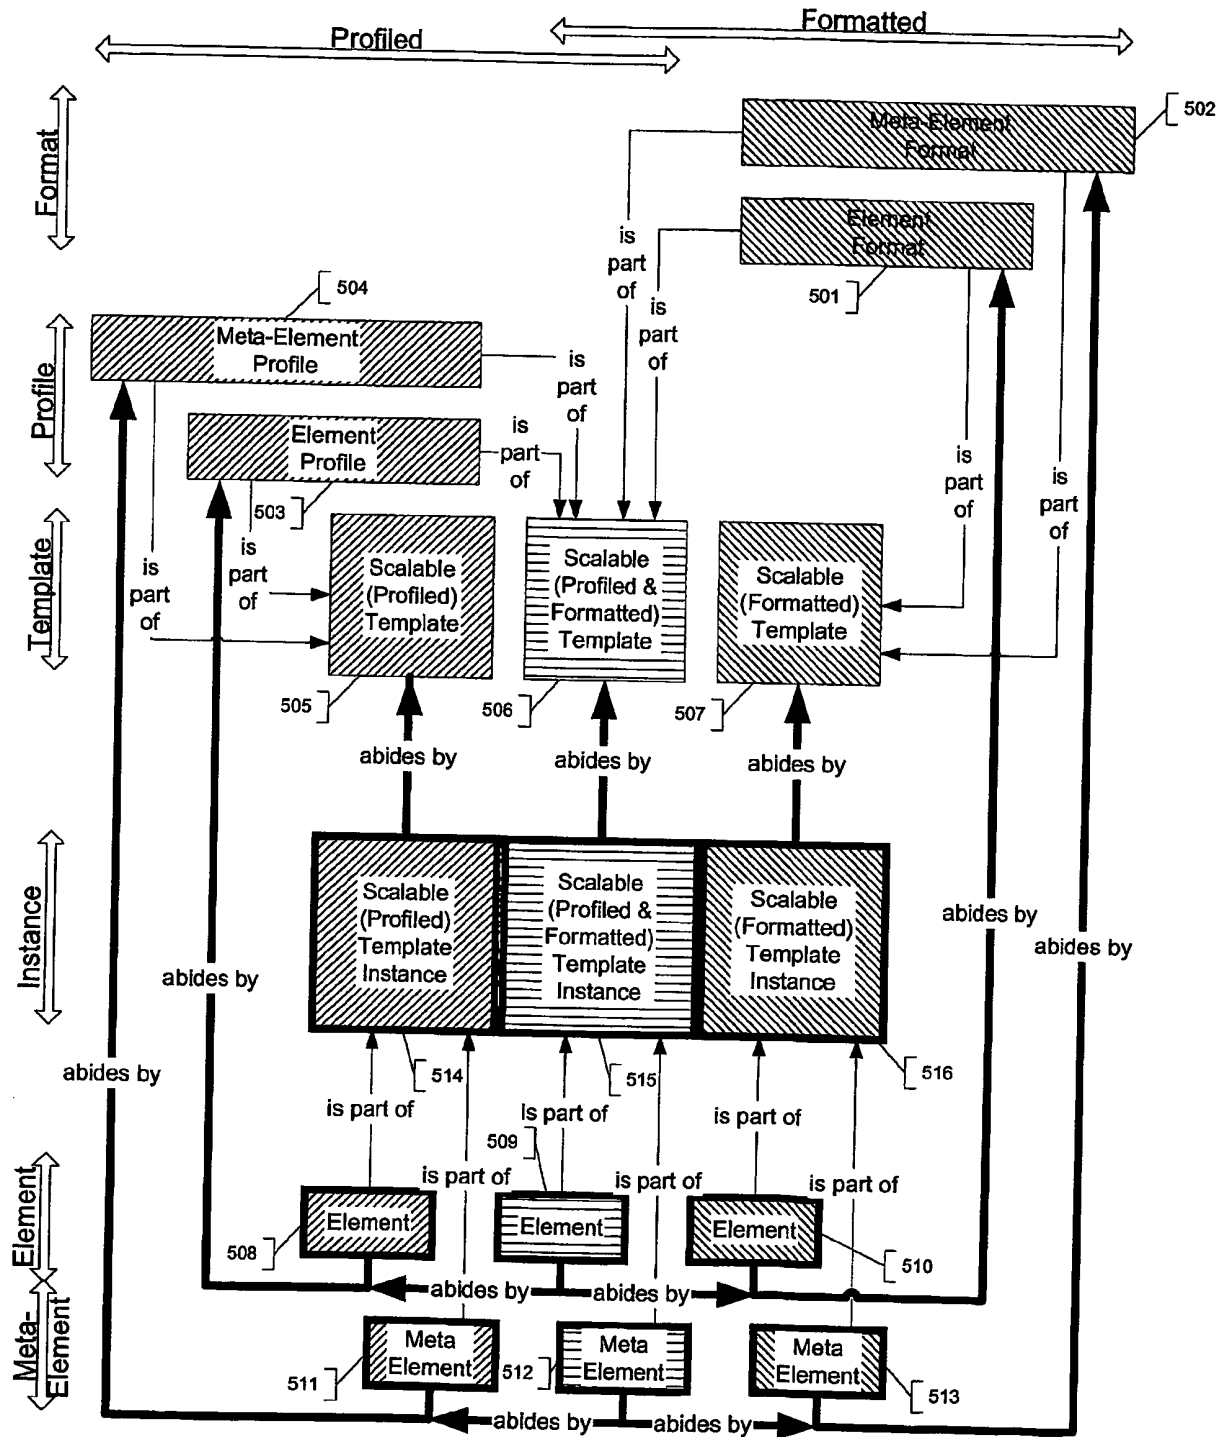 Profiled
Formatted
Format
Meta-Element
Format
502
Element
Format
501
is
part
of
is
part
of
504
Profile
Meta-Element
Profile
is
part
of
Element
Profile
is
part
of
503
is
part
of
is
part
of
is
part
of
is
part
of
Template
Scalable
(Profiled)
Template
Scalable
(Profiled &
Formatted)
Template
Scalable
(Formatted)
Template
505
506
507
abides by
abides by
abides by
Instance
Scalable
(Profiled)
Template
Instance
Scalable
(Profiled &
Formatted)
Template
Instance
Scalable
(Formatted)
Template
Instance
abides by
abides by
abides by
abides by
514
515
516
is part of
is part of
is part of
509
is part of
is part of
is part of
Element
Element
Element
Element
508
510
abides by
abides by
Meta-
Element
Meta
Element
Meta
Element
Meta
Element
511
512
513
abides by
abides by